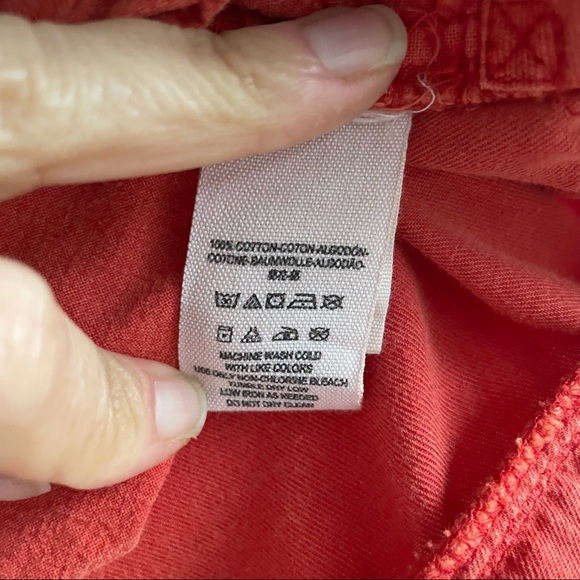 100% COTTON-COTON-ALGODÓN-
COTONE-BAUMWOLLE-ALGODÃO-
MACHINE WASH COLD
WITH LIKE COLORS
USE ONLY NON-CHLORINE BLEACH
TUMBLE DRY LOW
LOW IRON AS NEEDED
DO NOT DRY CLEAN